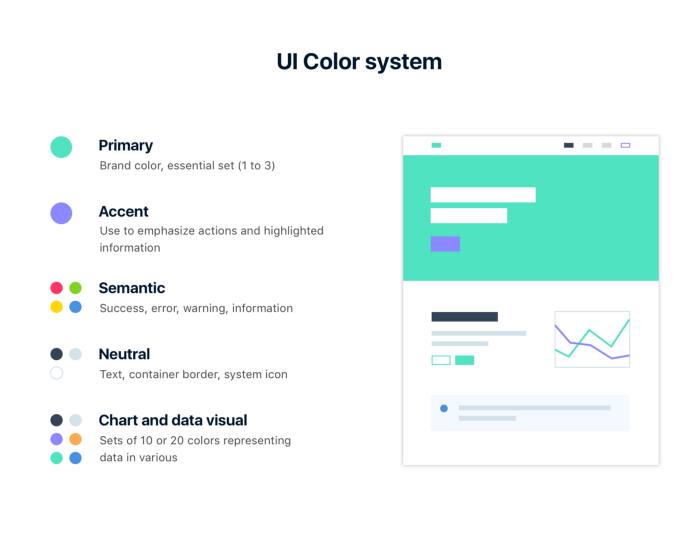 UI Color system
Primary
Brand color, essential set (1 to 3)
Accent
Use to emphasize actions and highlighted
information
Semantic
Success, error, warning, information
Neutral
Text, container border, system icon
Chart and data visual
Sets of 10 or 20 colors representing
data in various